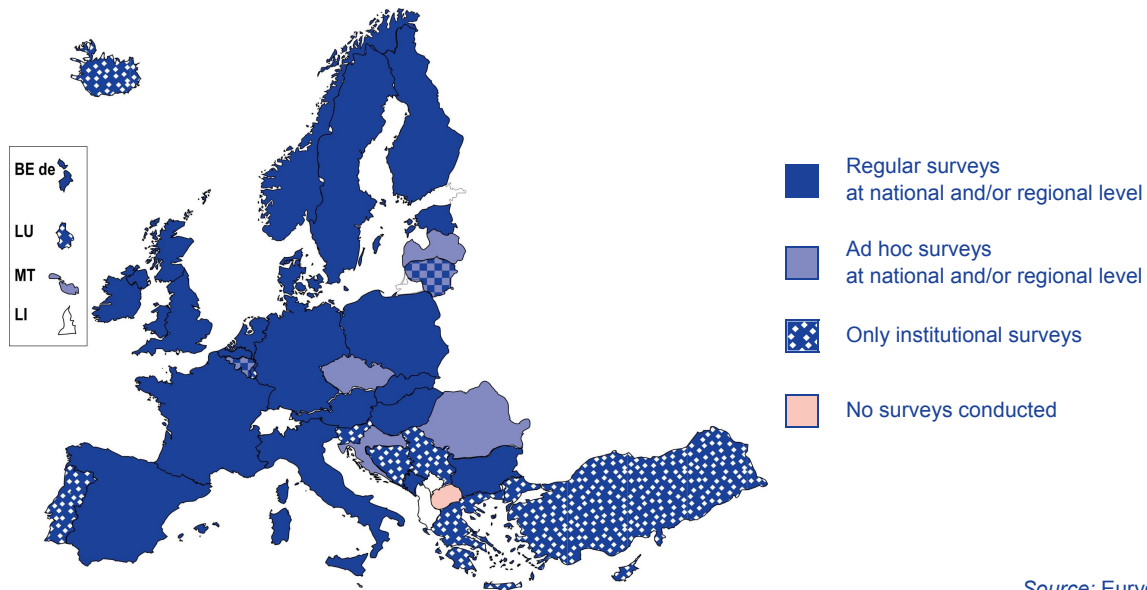 BE de
LU
MT
LI
Regular surveys
at national and/or regional level
Ad hoc surveys
at national and/or regional level
Only institutional surveys
No surveys conducted
Source: